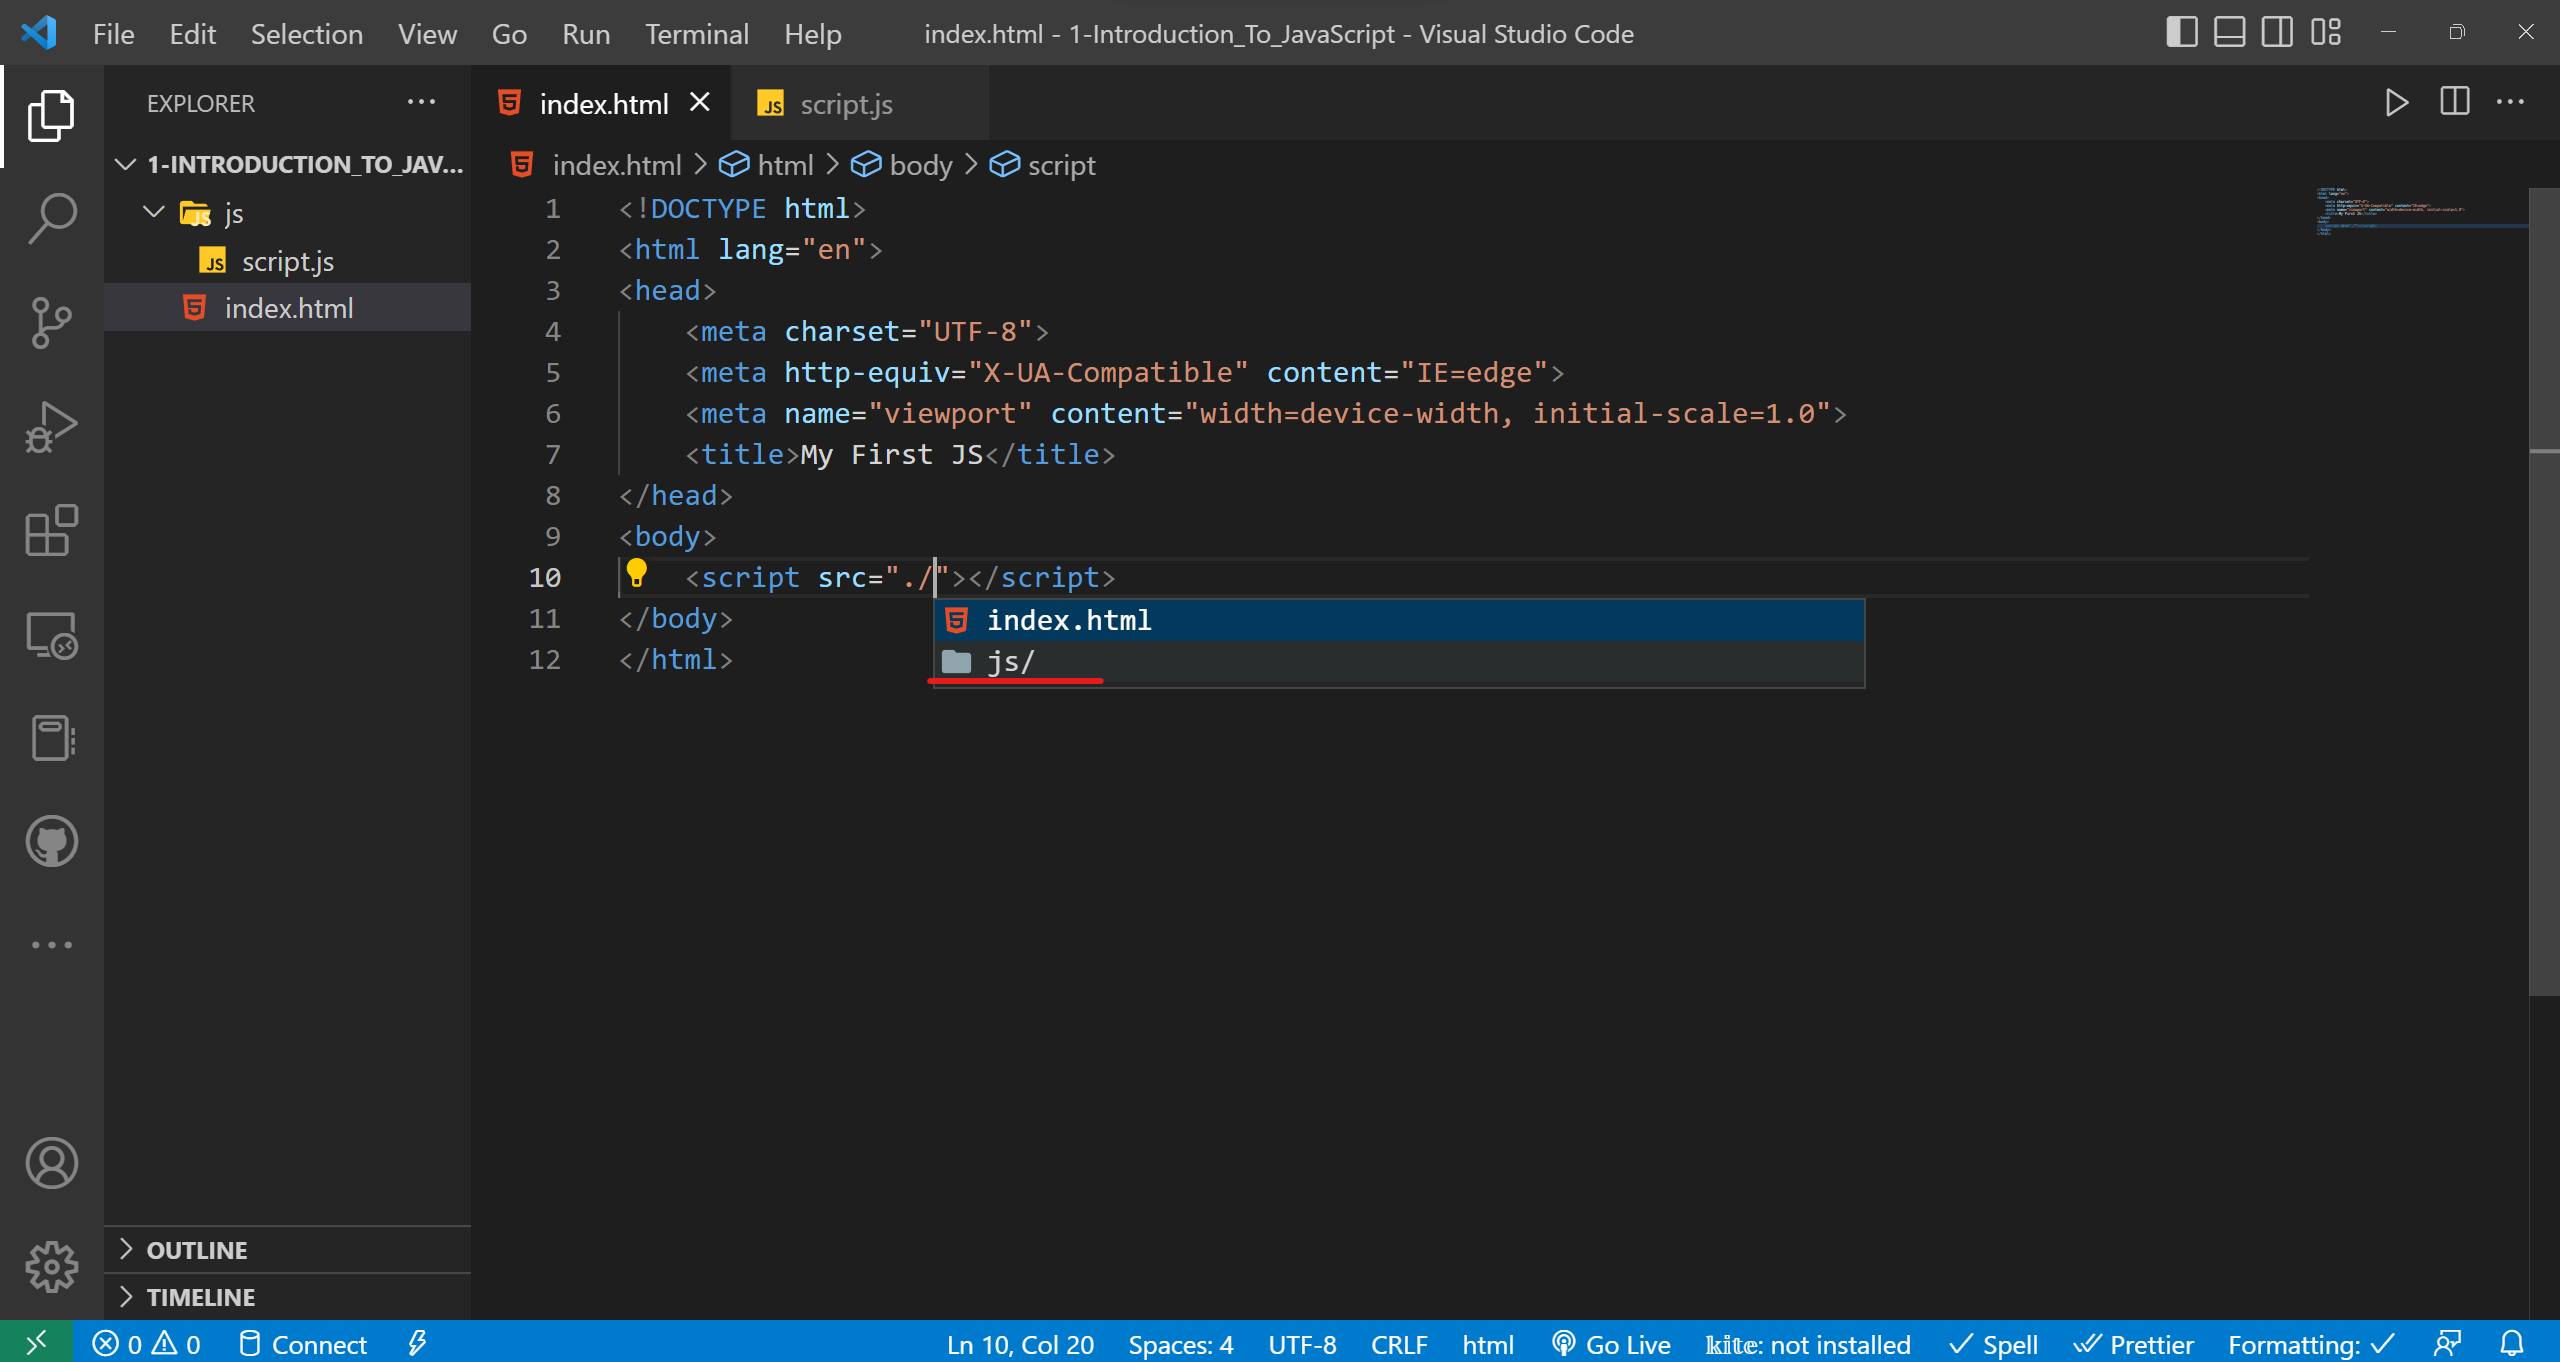 File Edit Selection View Go Run Terminal Help index.html - 1-Introduction_To_JavaScript - Visual Studio Code
EXPLORER
1-INTRODUCTION_TO_JAV...
js
script.js
index.html
OUTLINE
TIMELINE
index.html script.js
index.html > html > body > script
1 <!DOCTYPE html>
2 <html lang="en">
3 <head>
4     <meta charset="UTF-8">
5     <meta http-equiv="X-UA-Compatible" content="IE=edge">
6     <meta name="viewport" content="width=device-width, initial-scale=1.0">
7     <title>My First JS</title>
8 </head>
9 <body>
10     <script src="./"></script>
index.html
js/
11 </body>
12 </html>
0 0 Connect Ln 10, Col 20 Spaces: 4 UTF-8 CRLF html Go Live kite: not installed Spell Prettier Formatting: